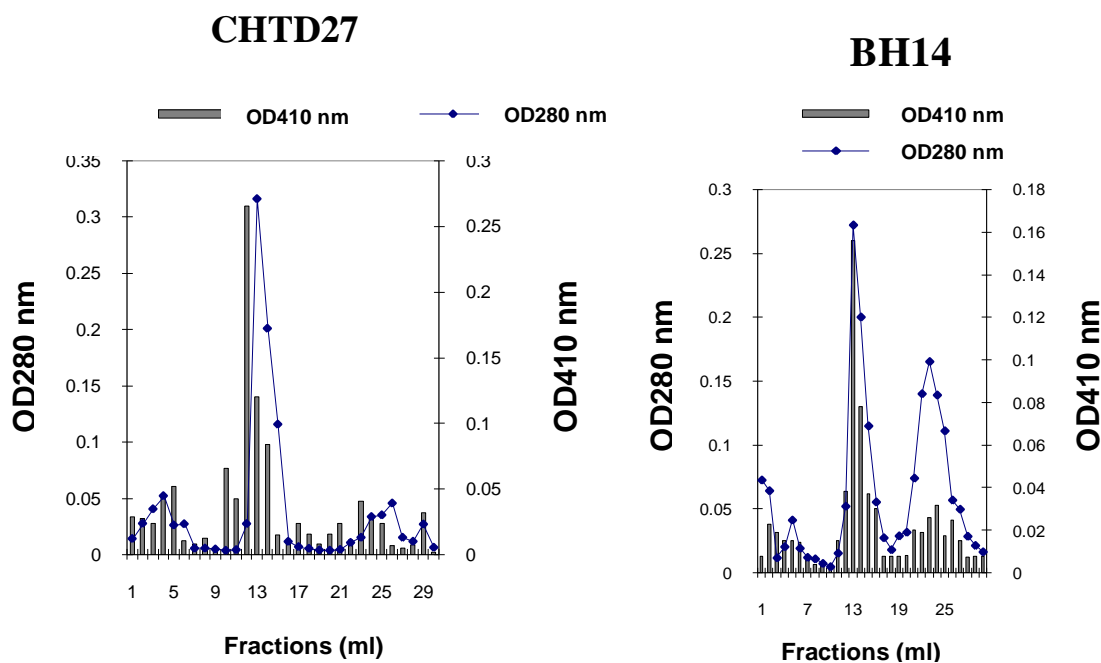 CHTD27
OD410 nm
OD280 nm
0.35
0.3
0.25
0.2
0.15
0.1
0.05
0
0.3
0.25
0.2
0.15
0.1
0.05
0
OD280 nm
OD410 nm
1 5 9 13 17 21 25 29
Fractions (ml)
BH14
OD410 nm
OD280 nm
0.3
0.25
0.2
0.15
0.1
0.05
0
0.18
0.16
0.14
0.12
0.1
0.08
0.06
0.04
0.02
0
OD280 nm
OD410 nm
1 7 13 19 25
Fractions (ml)